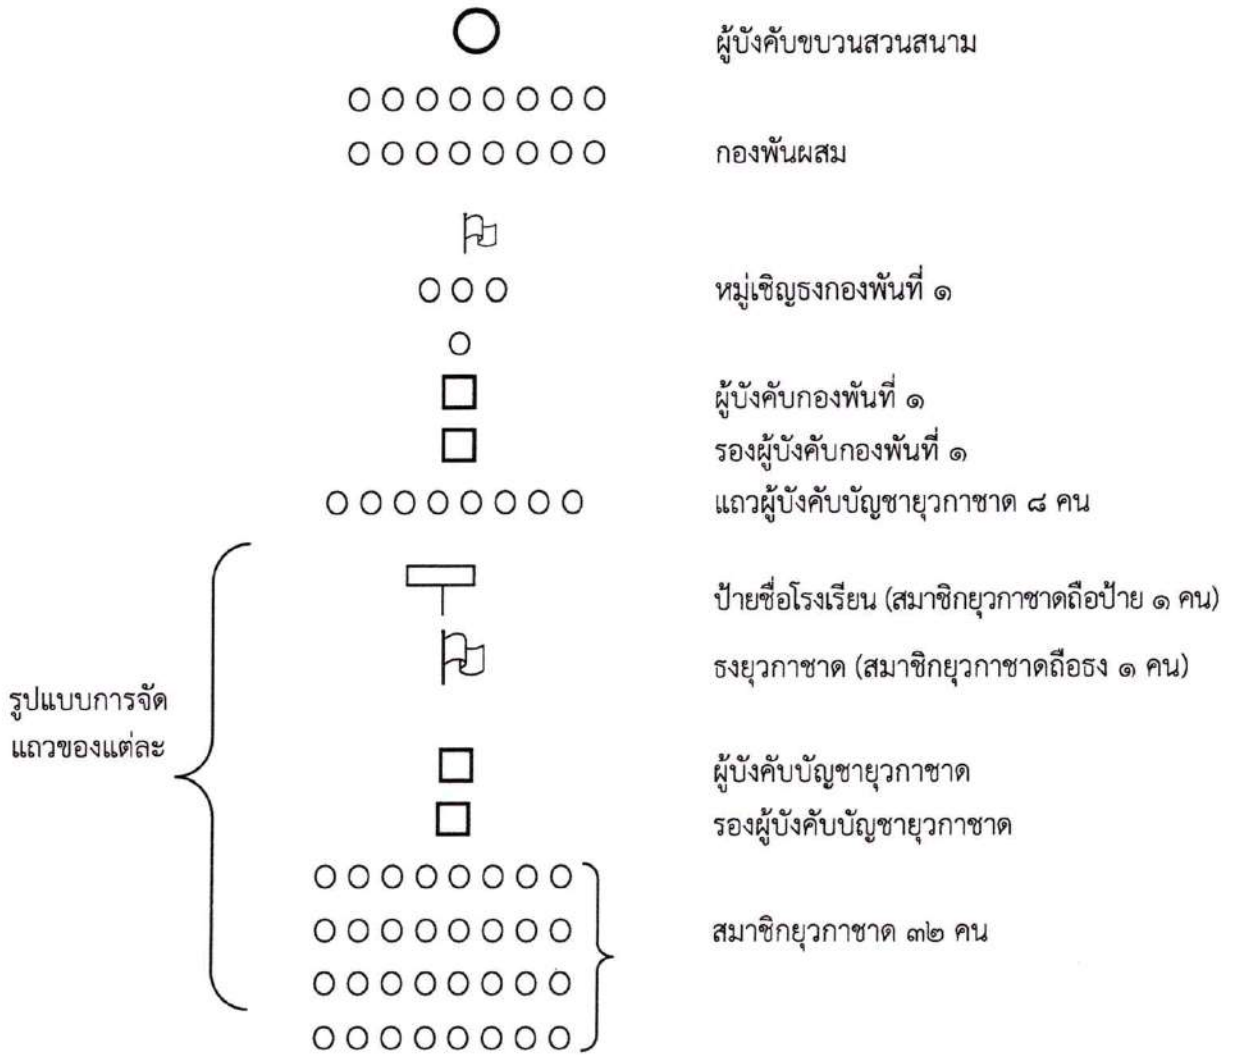 ผู้บังคับขบวนสวนสนาม
กองพันผสม
หมู่เชิญธงกองพันที่ ๑
ผู้บังคับกองพันที่ ๑
รองผู้บังคับกองพันที่ ๑
แถวผู้บังคับบัญชายุวกาชาด ๘ คน
ป้ายชื่อโรงเรียน (สมาชิกยุวกาชาดถือป้าย ๑ คน)
ธงยุวกาชาด (สมาชิกยุวกาชาดถือธง ๑ คน)
รูปแบบการจัด
แถวของแต่ละ
ผู้บังคับบัญชายุวกาชาด
รองผู้บังคับบัญชายุวกาชาด
สมาชิกยุวกาชาด ๓๒ คน